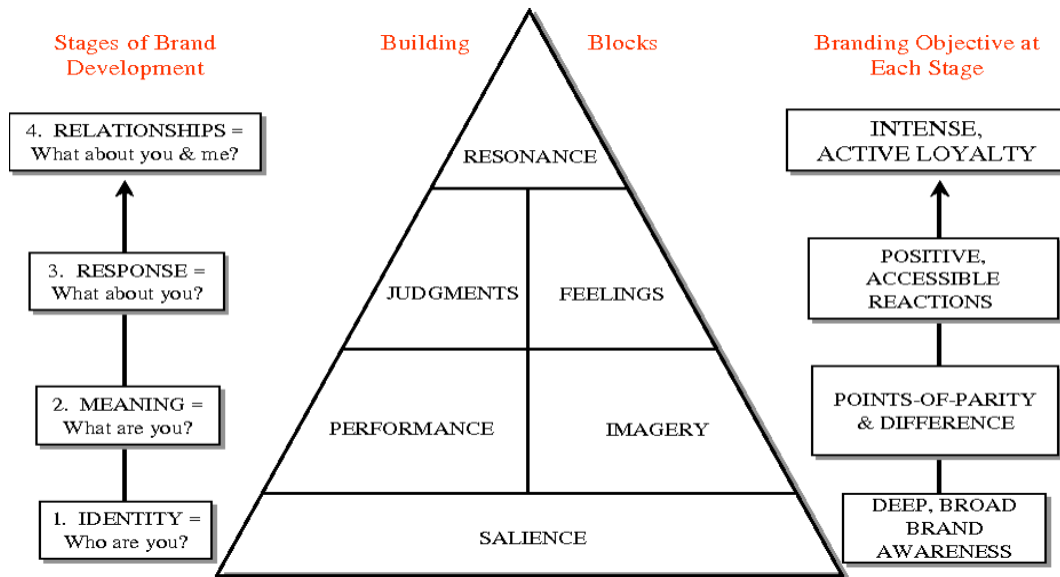 Stages of Brand
Development
Building Blocks
Branding Objective at
Each Stage
4. RELATIONSHIPS =
What about you & me?
3. RESPONSE =
What about you?
2. MEANING =
What are you?
1. IDENTITY =
Who are you?
RESONANCE
JUDGMENTS FEELINGS
PERFORMANCE IMAGERY
SALIENCE
INTENSE,
ACTIVE LOYALTY
POSITIVE,
ACCESSIBLE
REACTIONS
POINTS-OF-PARITY
& DIFFERENCE
DEEP, BROAD
BRAND
AWARENESS